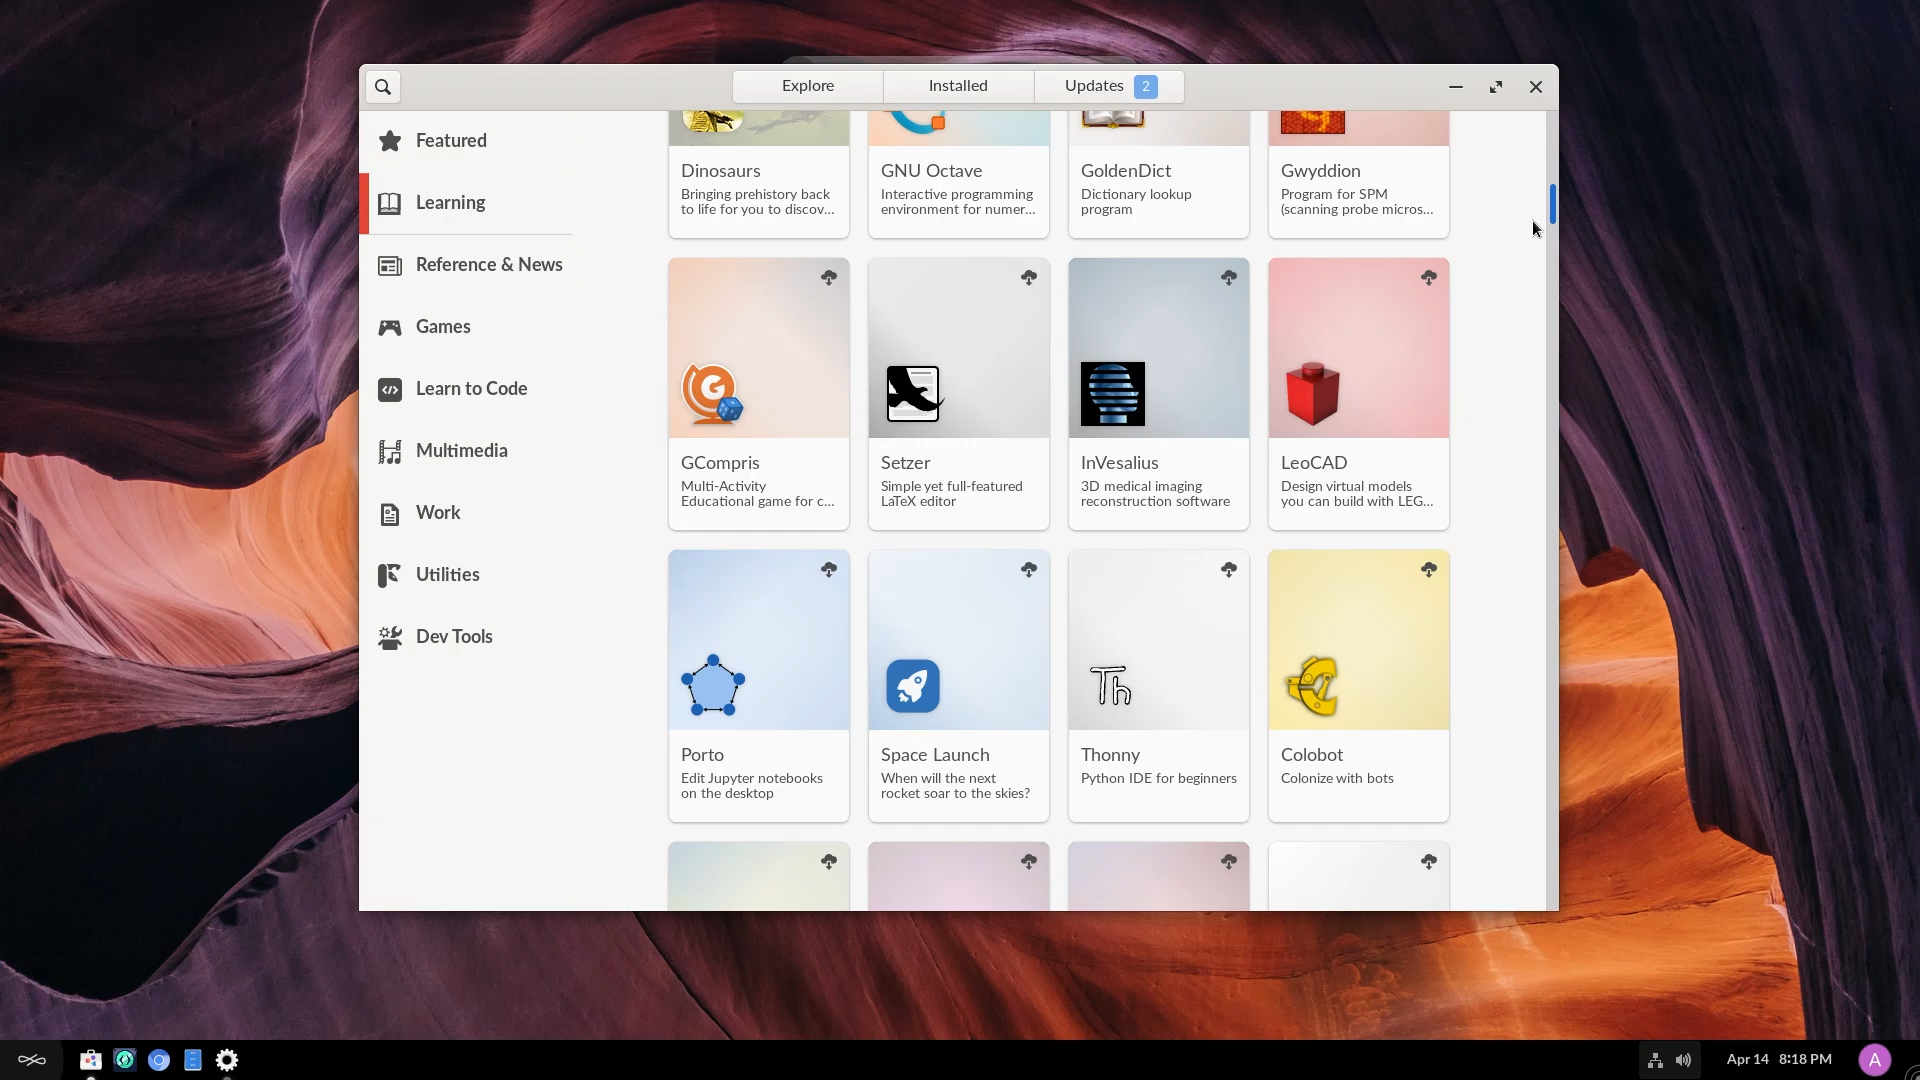 Explore
Installed
Updates 2
Featured
Learning
Reference & News
Games
Learn to Code
Multimedia
Work
Utilities
Dev Tools
Dinosaurs
Bringing prehistory back
to life for you to discov...
GNU Octave
Interactive programming
environment for numer...
GoldenDict
Dictionary lookup
program
Gwyddion
Program for SPM
(scanning probe micros...
G
GCompris
Multi-Activity
Educational game for c...
Setzer
Simple yet full-featured
LaTeX editor
InVesalius
3D medical imaging
reconstruction software
LeoCAD
Design virtual models
you can build with LEG...
Porto
Edit Jupyter notebooks
on the desktop
Space Launch
When will the next
rocket soar to the skies?
Th
Thonny
Python IDE for beginners
Colobot
Colonize with bots
Apr 14 8:18 PM
A